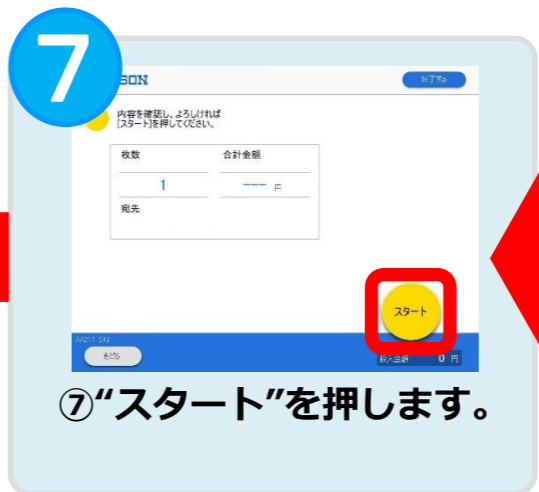 7
SON
終了する
内容を確認し、よろしければ
[スタート]を押してください。
枚数 合計金額
1 --- 円
宛先
スタート
もどる
投入金額 0 円
⑦“スタート”を押します。